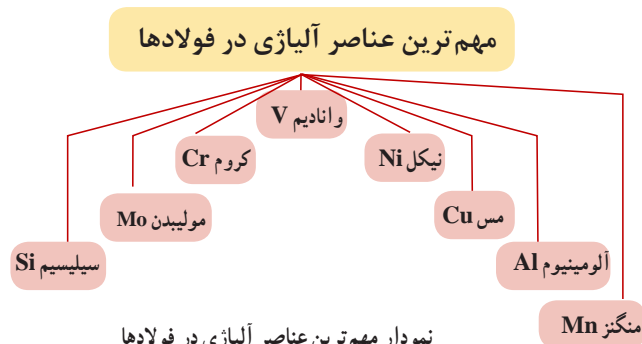 مهم‌ترین عناصر آلیاژی در فولادها
وانادیم V
نیکل Ni
کروم Cr
مس Cu
مولیبدن Mo
آلومینیوم Al
سیلیسیم Si
منگنز Mn
نمودار مهم‌ترین عناصر آلیاژی در فولادها